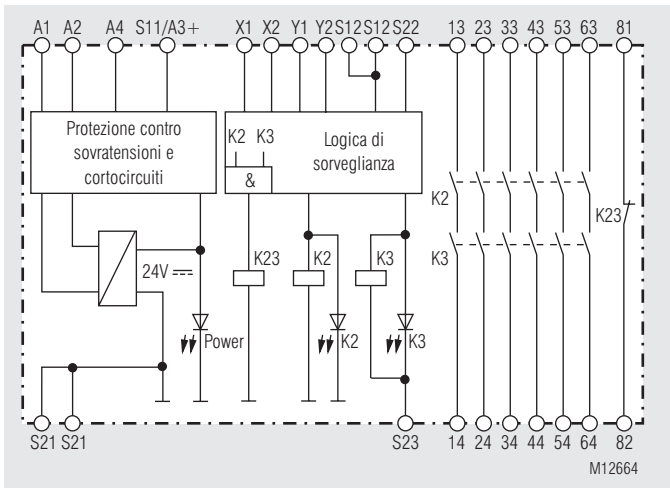 A1 A2 A4 S11/A3+ X1 X2 Y1 Y2 S12 S12 S22 13 23 33 43 53 63 81
Protezione contro
sovratensioni e
cortocircuiti
K2 K3
&
Logica di
sorveglianza
K2
K23
K3
24V
K23 K2 K3
Power K2 K3
S21 S21 S23 14 24 34 44 54 64 82
M12664